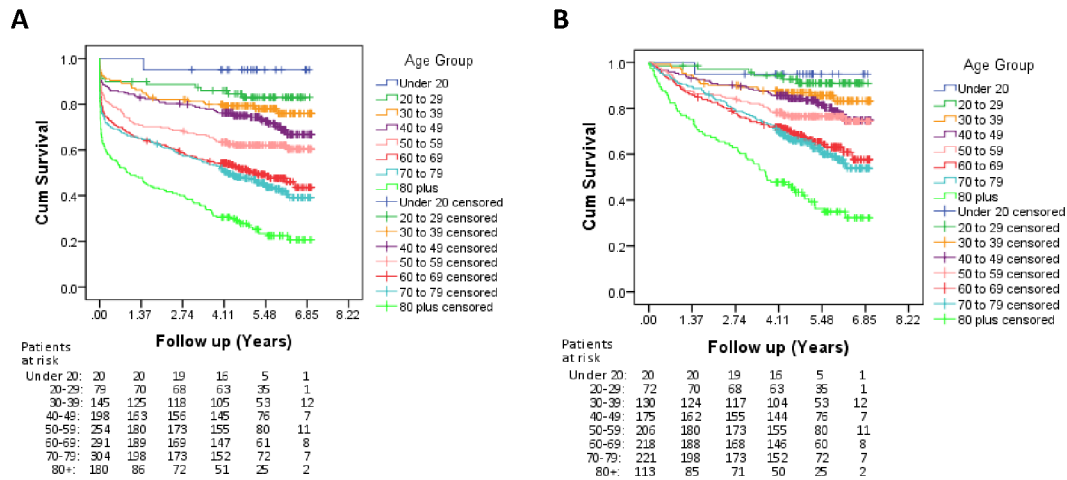 A
Cum Survival
1.0
0.8
0.6
0.4
0.2
0.0
.00 1.37 2.74 4.11 5.48 6.85 8.22
Follow up (Years)
Age Group
Under 20
20 to 29
30 to 39
40 to 49
50 to 59
60 to 69
70 to 79
80 plus
Under 20 censored
20 to 29 censored
30 to 39 censored
40 to 49 censored
50 to 59 censored
60 to 69 censored
70 to 79 censored
80 plus censored
Patients
at risk
Under 20: 20 20 19 16 5 1
20-29: 79 70 68 63 35 1
30-39: 145 125 118 105 53 12
40-49: 198 163 156 145 76 7
50-59: 254 180 173 155 80 11
60-69: 291 189 169 147 61 8
70-79: 304 198 173 152 72 7
80+: 180 86 72 51 25 2
B
Cum Survival
1.0
0.8
0.6
0.4
0.2
0.0
.00 1.37 2.74 4.11 5.48 6.85 8.22
Follow up (Years)
Age Group
Under 20
20 to 29
30 to 39
40 to 49
50 to 59
60 to 69
70 to 79
80 plus
Under 20 censored
20 to 29 censored
30 to 39 censored
40 to 49 censored
50 to 59 censored
60 to 69 censored
70 to 79 censored
80 plus censored
Patients
at risk
Under 20: 20 20 19 16 5 1
20-29: 72 70 68 63 35 1
30-39: 130 124 117 104 53 12
40-49: 175 162 155 144 76 7
50-59: 206 180 173 155 80 11
60-69: 218 188 168 146 60 8
70-79: 221 198 173 152 72 7
80+: 113 85 71 50 25 2